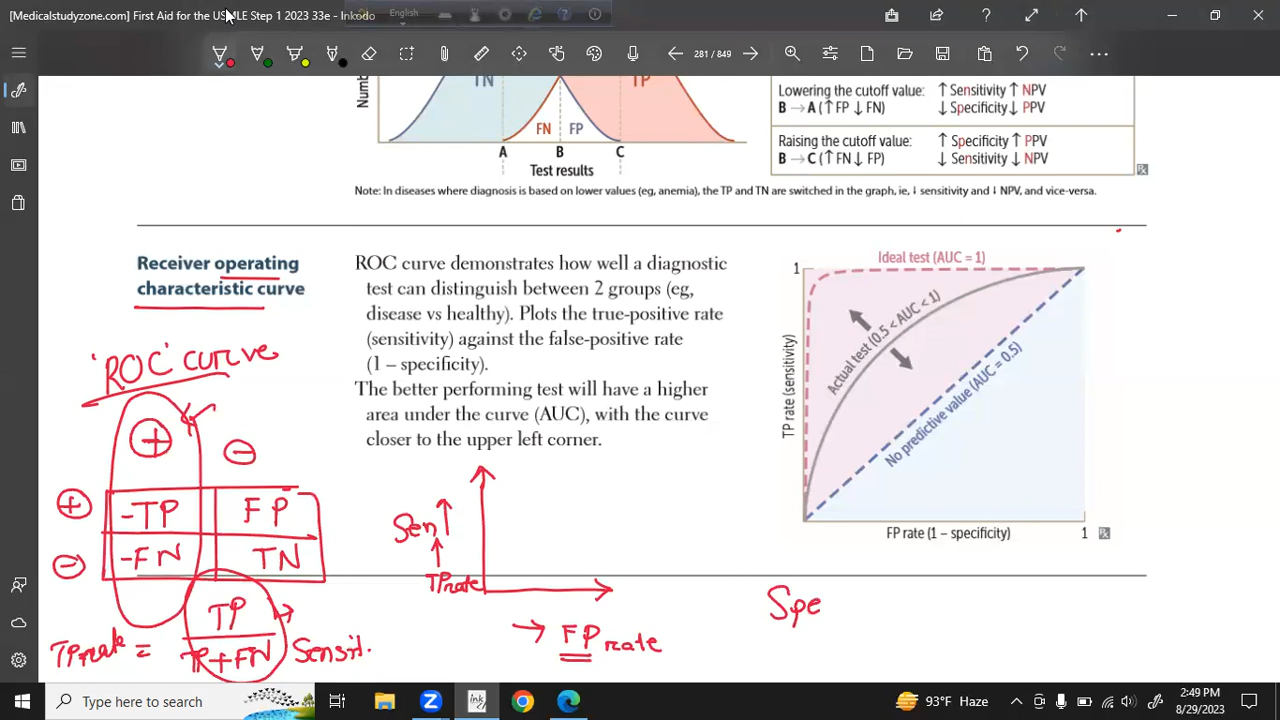 [Medicalstudyzone.com] First Aid for the USMLE Step 1 2023 33e - Inkodo
English
281 / 849
Numb
TN
TP
FN
FP
A
B
C
Test results
Lowering the cutoff value:
B → A (↑ FP ↓ FN)
↑ Sensitivity ↑ NPV
↓ Specificity ↓ PPV
Raising the cutoff value:
B → C (↑ FN ↓ FP)
↑ Specificity ↑ PPV
↓ Sensitivity ↓ NPV
Note: In diseases where diagnosis is based on lower values (eg, anemia), the TP and TN are switched in the graph, ie, ↓ sensitivity and ↓ NPV, and vice-versa.
Receiver operating
characteristic curve
ROC curve demonstrates how well a diagnostic
test can distinguish between 2 groups (eg,
disease vs healthy). Plots the true-positive rate
(sensitivity) against the false-positive rate
(1 – specificity).
The better performing test will have a higher
area under the curve (AUC), with the curve
closer to the upper left corner.
Ideal test (AUC = 1)
1
Actual test (0.5 < AUC < 1)
No predictive value (AUC = 0.5)
TP rate (sensitivity)
FP rate (1 – specificity)
1
'ROC' curve
+
-
+ -TP FP
- -FN TN
TP rate = TP
TP+FN
Sensit.
Sen ↑
TP rate
→ FP rate
Spe
Type here to search
93°F Haze
2:49 PM
8/29/2023